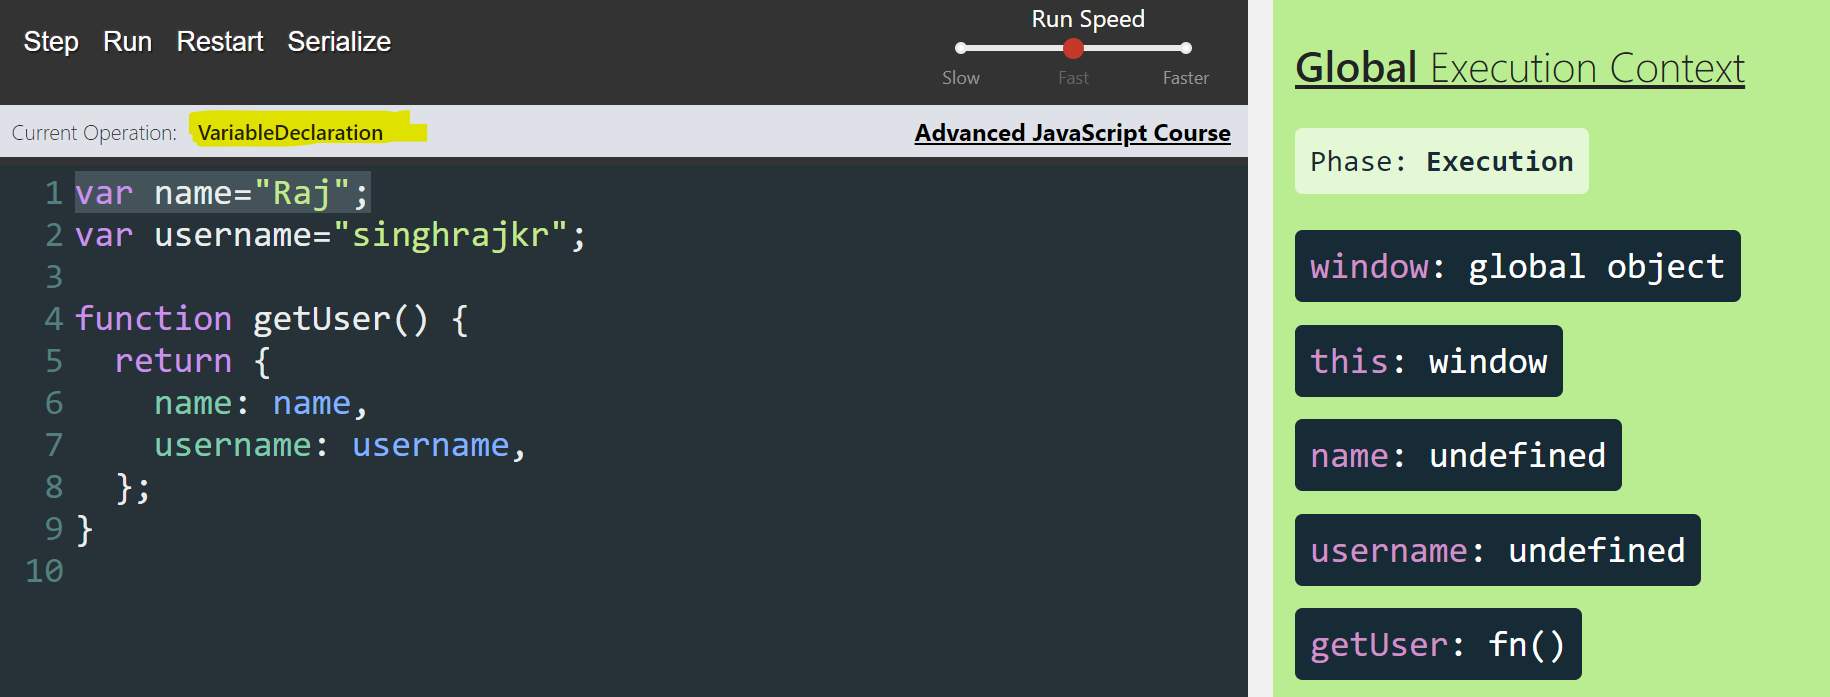 Step Run Restart Serialize
Run Speed
Slow Fast Faster
Current Operation: VariableDeclaration
Advanced JavaScript Course
1 var name="Raj";
2 var username="singhrajkr";
3
4 function getUser() {
5   return {
6     name: name,
7     username: username,
8   };
9 }
10
Global Execution Context
Phase: Execution
window: global object
this: window
name: undefined
username: undefined
getUser: fn()